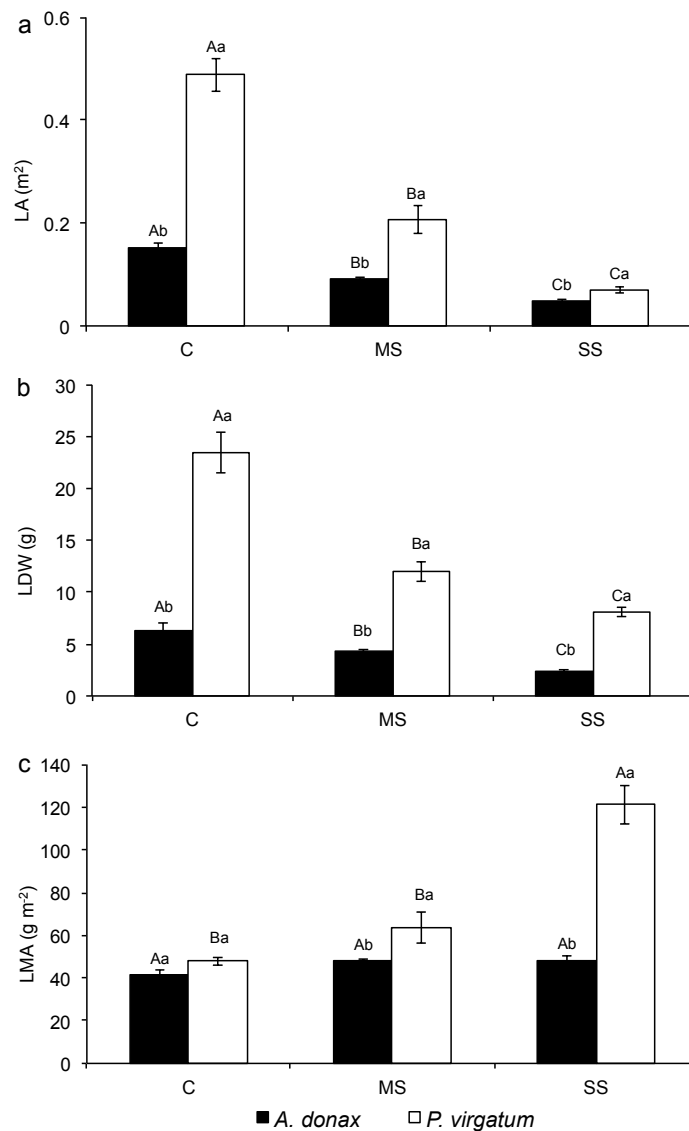 a
0.6
0.4
0.2
0
LA (m²)
Aa
Ab
Ba
Bb
Cb
Ca
C MS SS
b
30
25
20
15
10
5
0
LDW (g)
Aa
Ab
Ba
Bb
Ca
Cb
C MS SS
c
140
120
100
80
60
40
20
0
LMA (g m⁻²)
Aa
Ba
Ab
Ba
Ab
Aa
C MS SS
A. donax P. virgatum